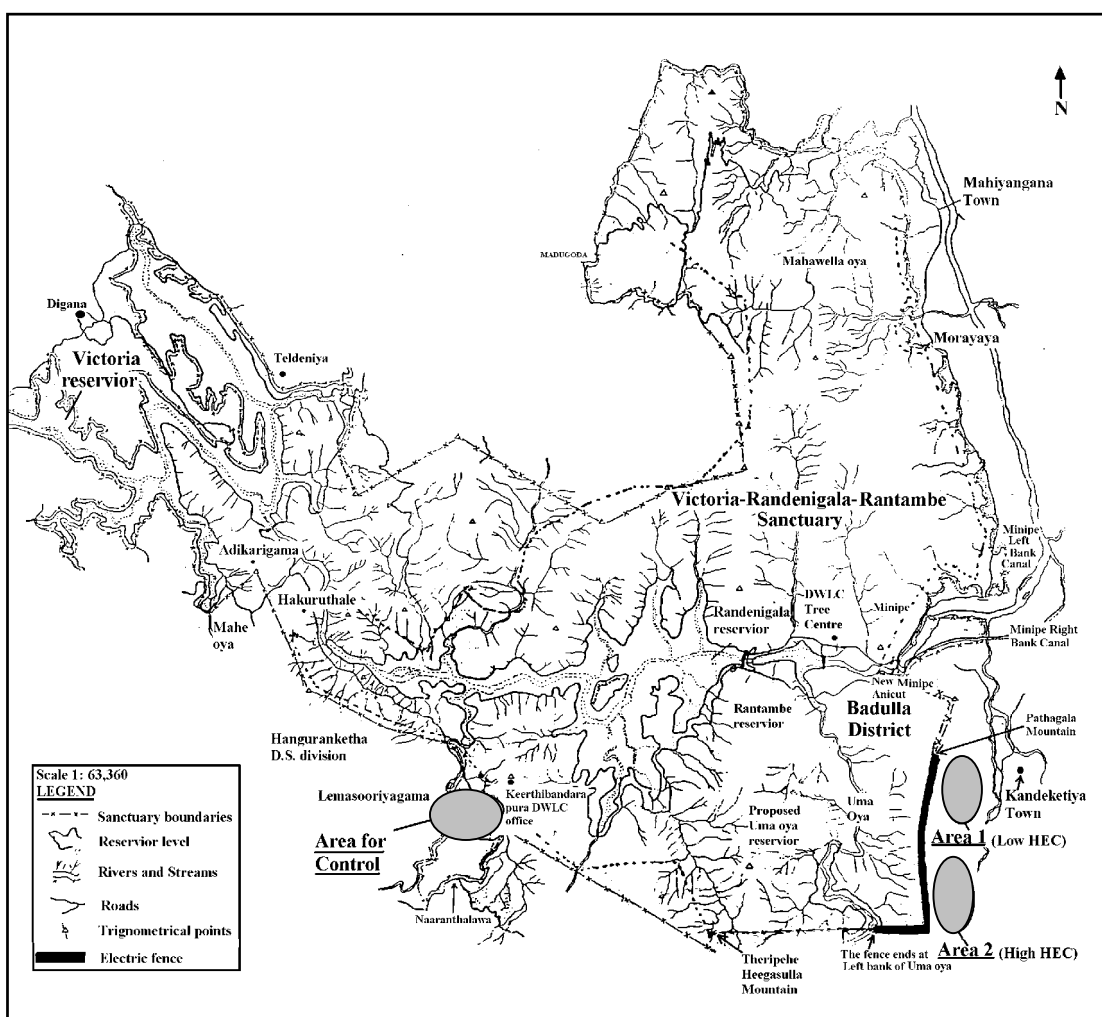 N
Mahiyangana
Town
MADUGODA
Mahawella oya
Digana
Victoria
reservior
Teldeniya
Morayaya
Victoria-Randenigala-Rantambe
Sanctuary
Minipe
Left
Bank
Canal
Adikarigama
Hakuruthale
Mahe
oya
Randenigala
reservior
DWLC
Tree
Centre
Minipe
Minipe Right
Bank Canal
New Minipe
Anicut
Rantambe
reservior
Badulla
District
Pathagala
Mountain
Hanguranketha
D.S. division
Kandeketiya
Town
Lemasooriyagama
Keerthibandara
pura DWLC
office
Area for
Control
Proposed
Uma oya
reservoir
Uma
Oya
Area 1 (Low HEC)
Naaranthalawa
Area 2 (High HEC)
Theripehe
Heegasulla
Mountain
The fence ends at
Left bank of Uma oya
Scale 1: 63,360
LEGEND
Sanctuary boundaries
Reservior level
Rivers and Streams
Roads
Trignometrical points
Electric fence